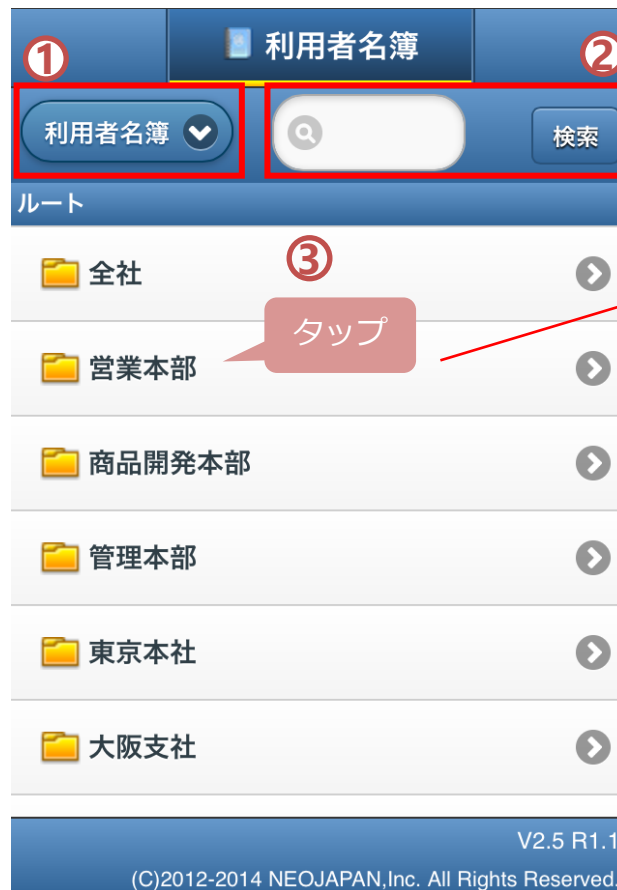 利用者名簿
①
②
利用者名簿
検索
ルート
全社
③
タップ
営業本部
商品開発本部
管理本部
東京本社
大阪支社
V2.5 R1.1
(C)2012-2014 NEOJAPAN,Inc. All Rights Reserved.